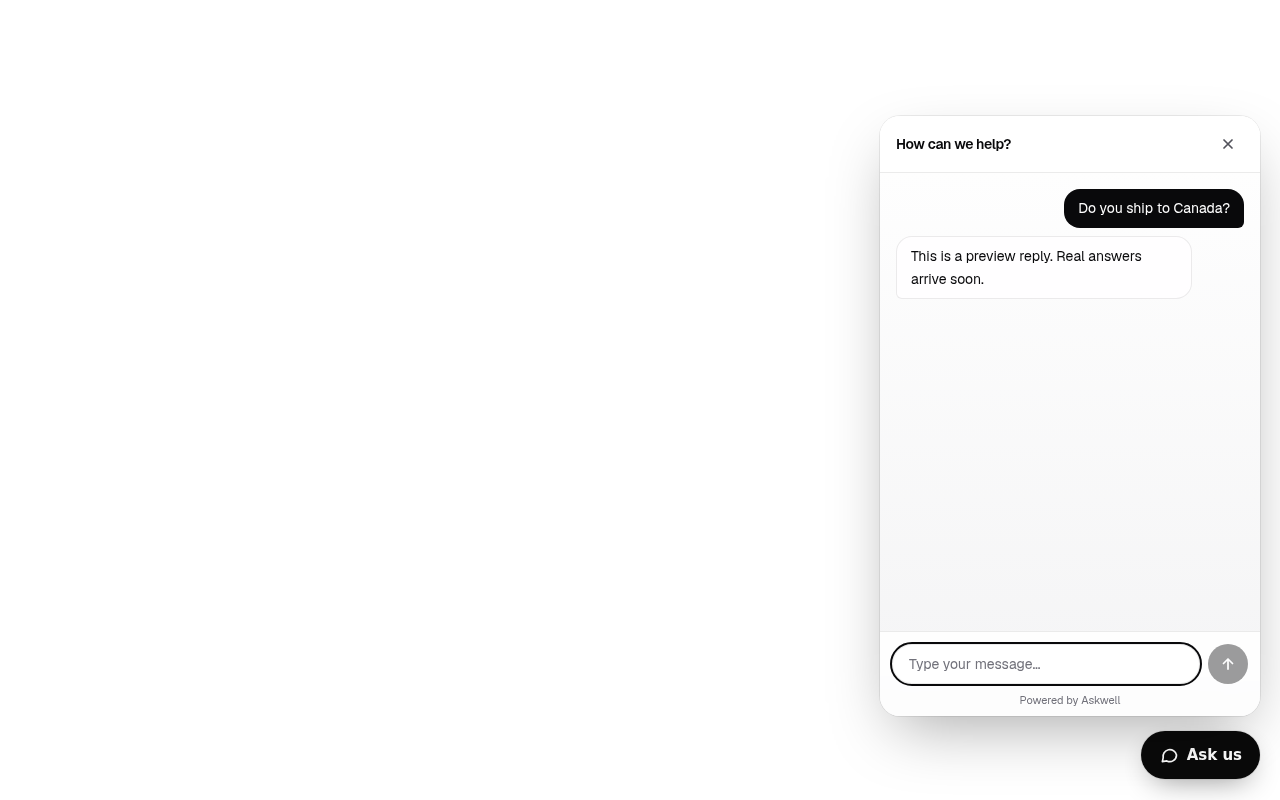 How can we help?
Do you ship to Canada?
This is a preview reply. Real answers
arrive soon.
Type your message…
Powered by Askwell
Ask us